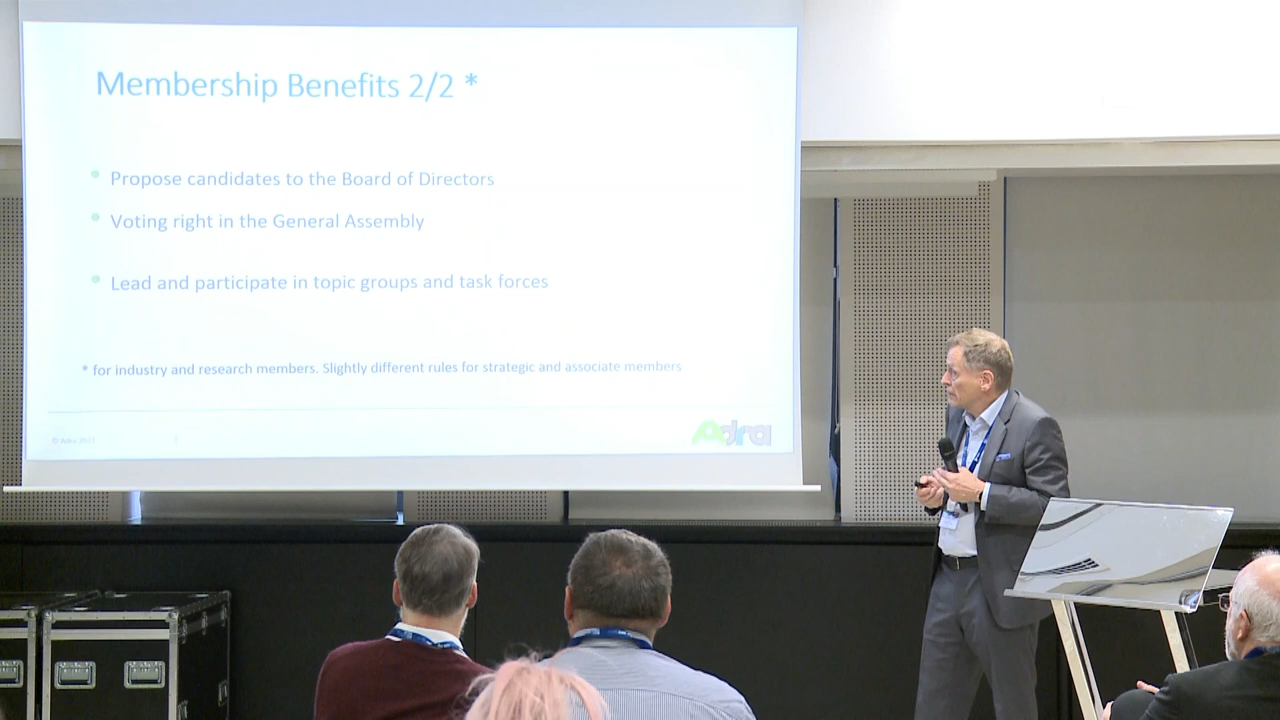 Membership Benefits 2/2 *
• Propose candidates to the Board of Directors
• Voting right in the General Assembly
• Lead and participate in topic groups and task forces
* for industry and research members. Slightly different rules for strategic and associate members
Adra